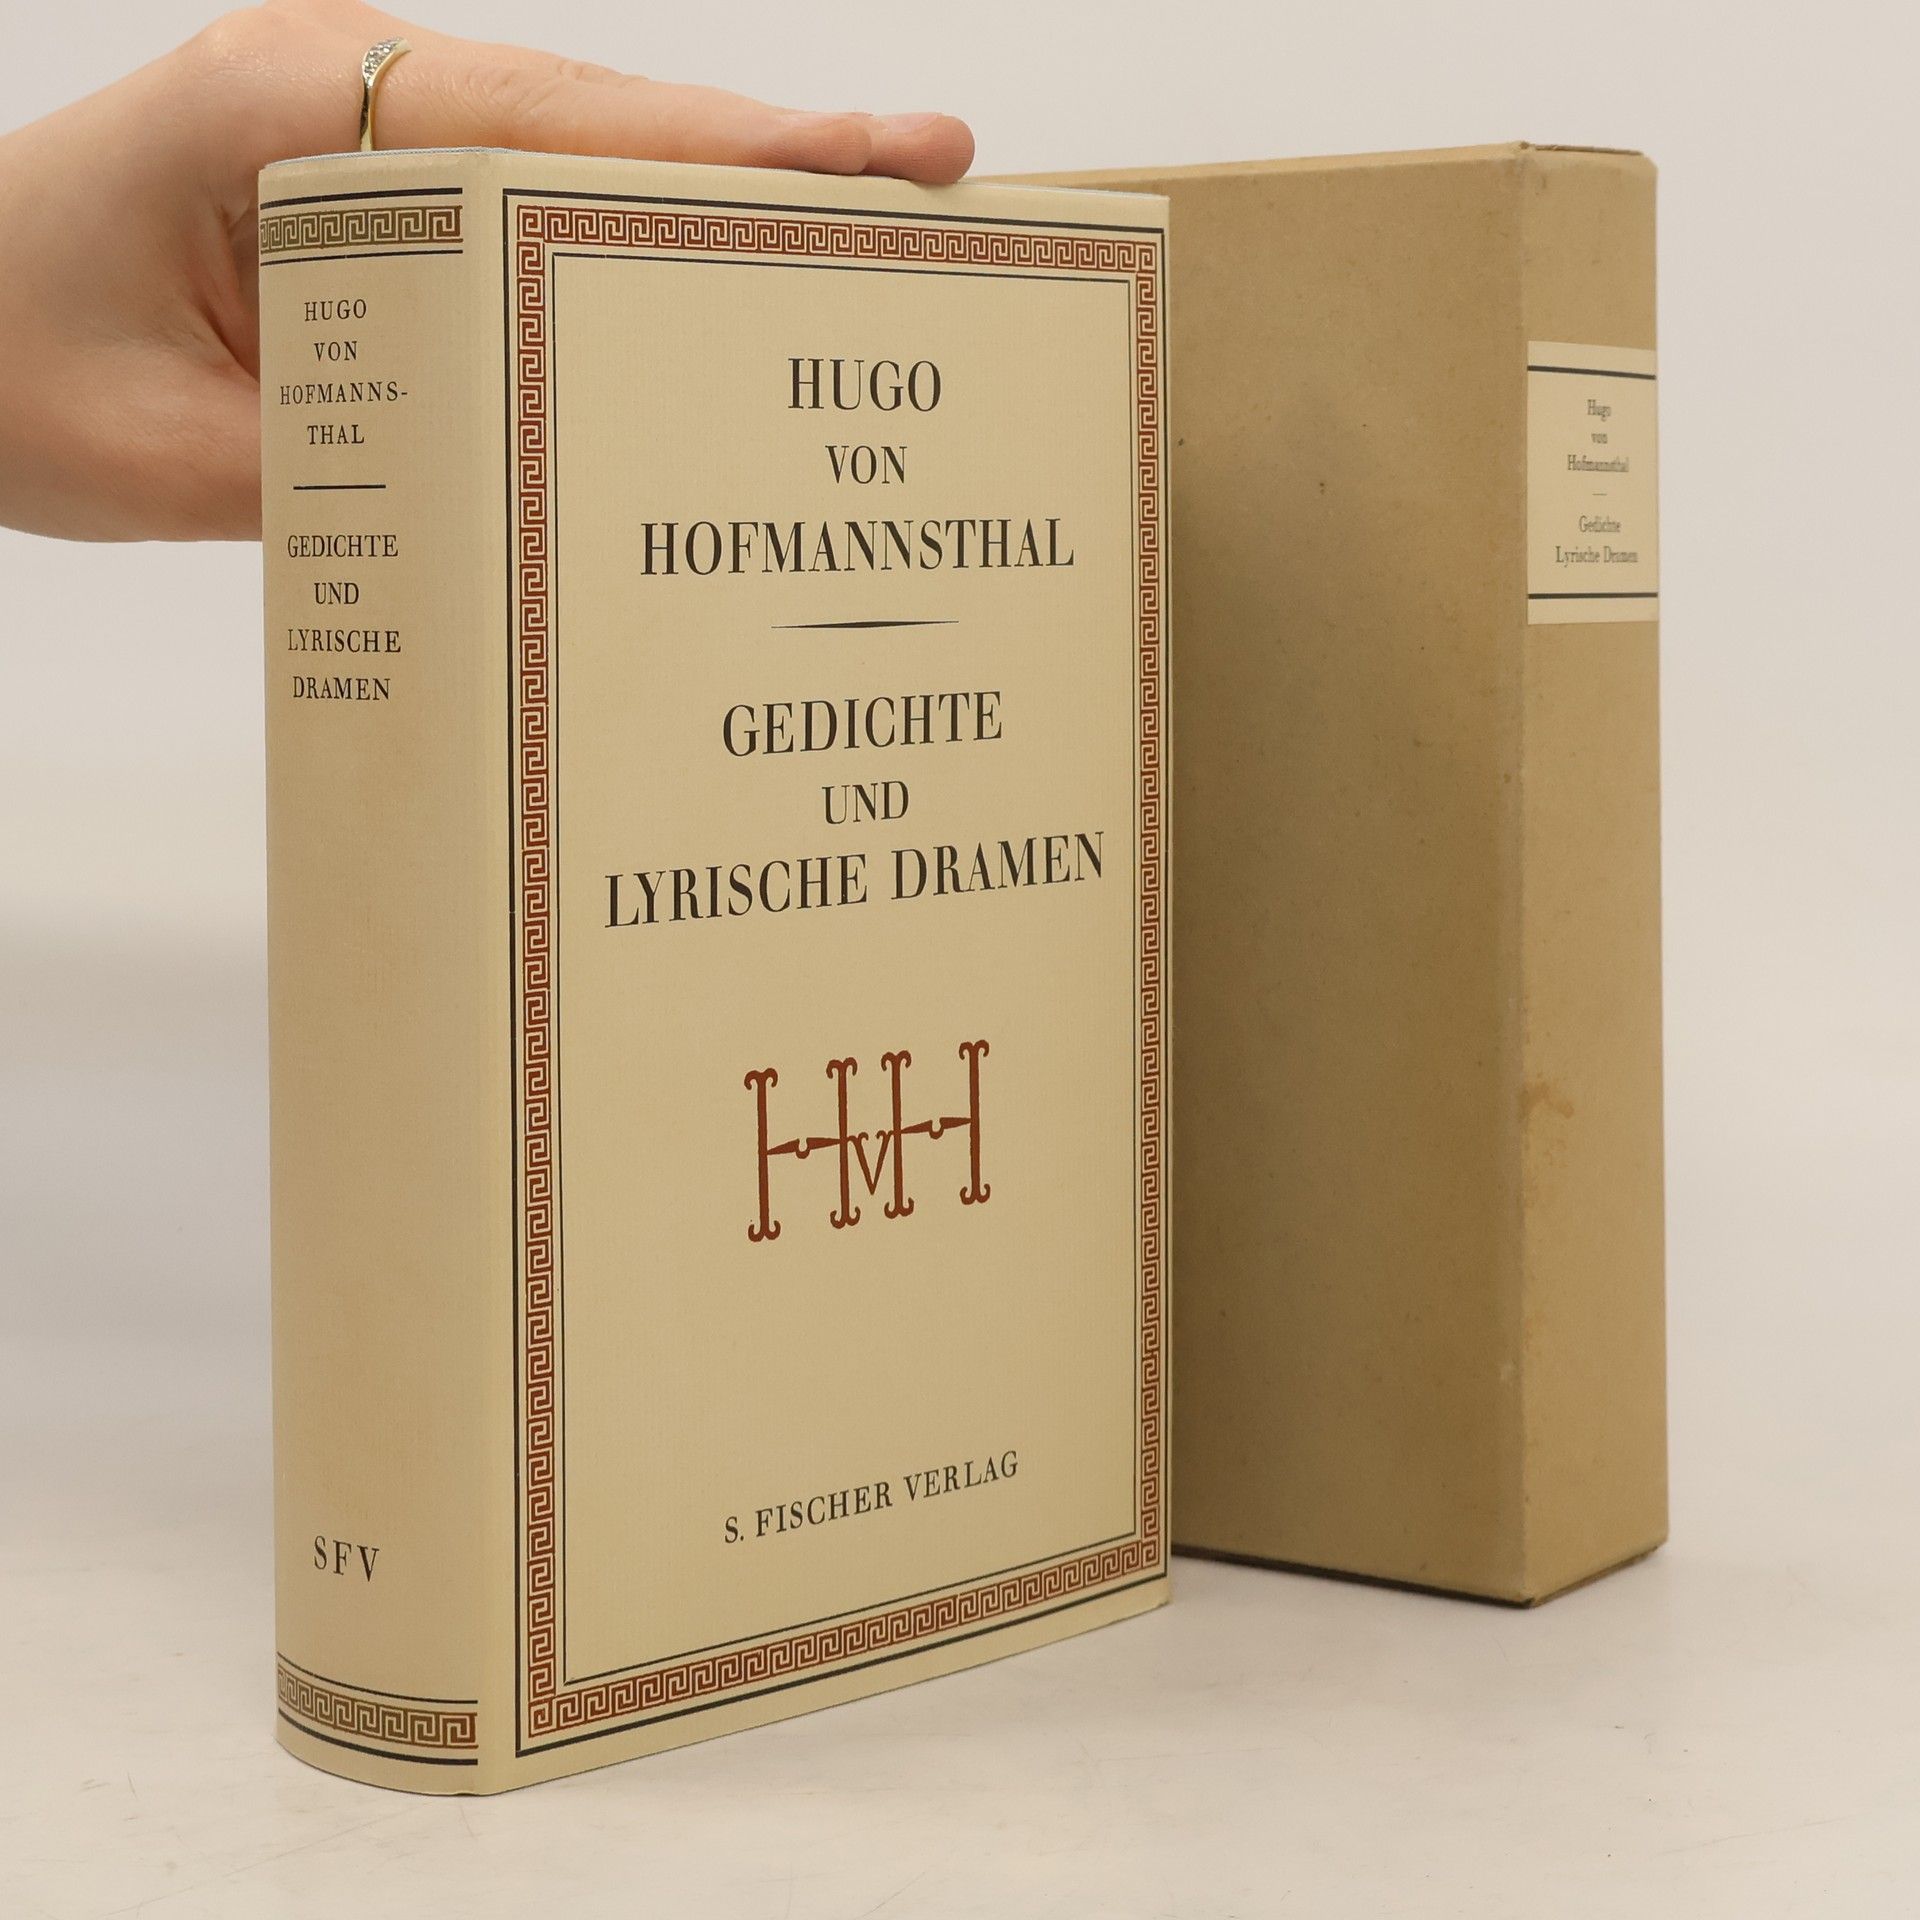 HUGO
VON
HOFMANNS-
THAL
GEDICHTE
UND
LYRISCHE
DRAMEN
SFV
HUGO
VON
HOFMANNSTHAL
GEDICHTE
UND
LYRISCHE DRAMEN
HvH
S. FISCHER VERLAG
Hugo
von
Hofmannsthal
Gedichte
Lyrische Dramen